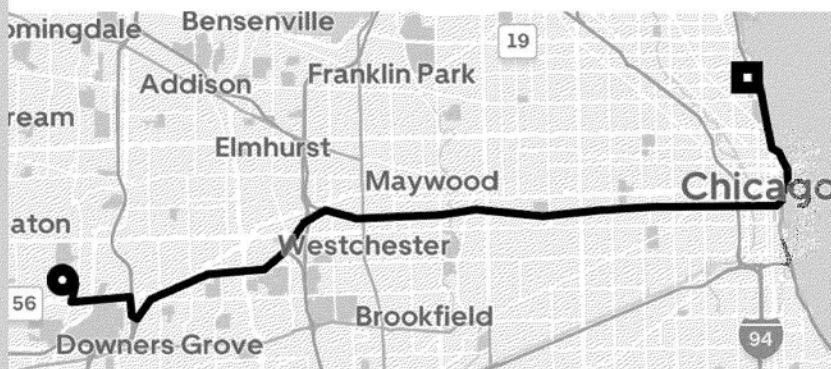 omingdale
Bensenville
19
Addison
Franklin Park
ream
Elmhurst
Maywood
Chicago
aton
Westchester
56
Brookfield
Downers Grove
94